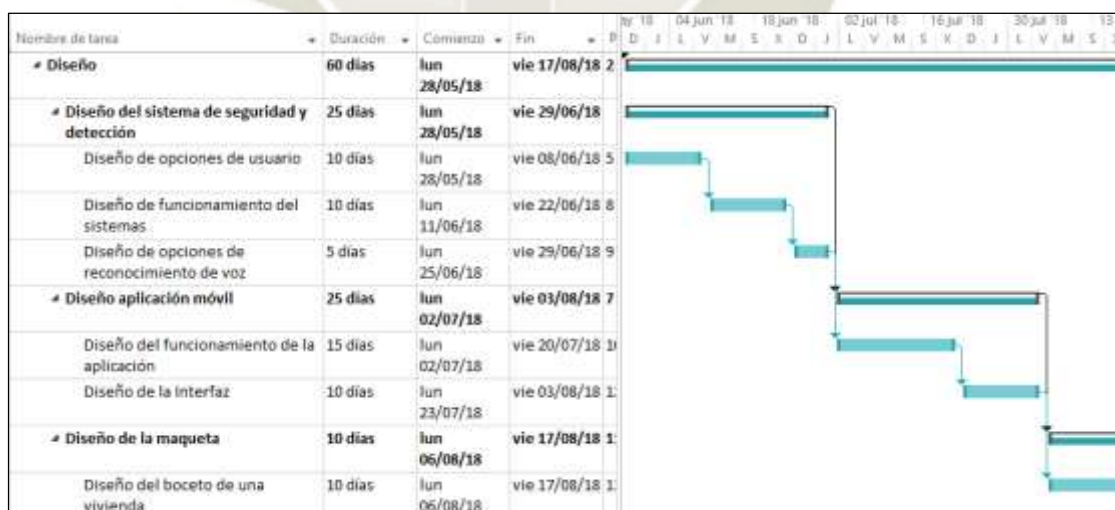 04 jun '18 18 jun '18 02 jul '18 16 jul '18 30 jul '18 13
Nombre de tarea Duración Comienzo Fin P D J L V M S X D J L V M S X D J L V M S
Diseño 60 días lun vie 17/08/18 2
28/05/18
Diseño del sistema de seguridad y 25 días lun vie 29/06/18
detección 28/05/18
Diseño de opciones de usuario 10 días lun vie 08/06/18 5
28/05/18
Diseño de funcionamiento del 10 días lun vie 22/06/18 8
sistemas 11/06/18
Diseño de opciones de 5 días lun vie 29/06/18 9
reconocimiento de voz 25/06/18
Diseño aplicación móvil 25 días lun vie 03/08/18 7
02/07/18
Diseño del funcionamiento de la 15 días lun vie 20/07/18
aplicación 02/07/18
Diseño de la Interfaz 10 días lun vie 03/08/18
23/07/18
Diseño de la maqueta 10 días lun vie 17/08/18
06/08/18
Diseño del boceto de una 10 días lun vie 17/08/18
vivienda 06/08/18